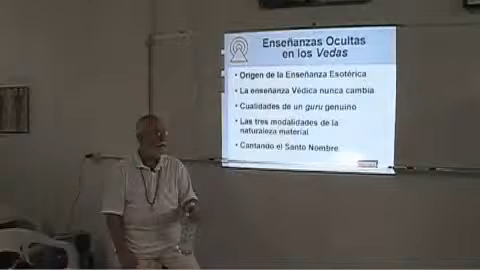 Enseñanzas Ocultas
en los Vedas
• Origen de la Enseñanza Esotérica
• La enseñanza Védica nunca cambia
• Cualidades de un guru genuino
• Las tres modalidades de la
naturaleza material
• Cantando el Santo Nombre